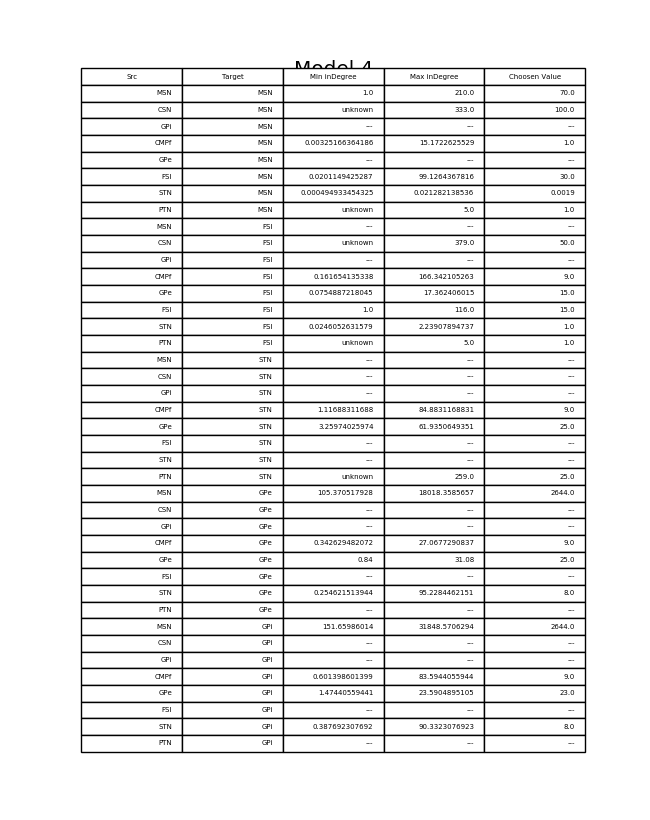 Model 4
Src Target Min inDegree Max inDegree Choosen Value
MSN MSN 1.0 210.0 70.0
CSN MSN unknown 333.0 100.0
GPi MSN --- --- ---
CMPf MSN 0.00325166364186 15.1722625529 1.0
GPe MSN --- --- ---
FSI MSN 0.0201149425287 99.1264367816 30.0
STN MSN 0.000494933454325 0.021282138536 0.0019
PTN MSN unknown 5.0 1.0
MSN FSI --- --- ---
CSN FSI unknown 379.0 50.0
GPi FSI --- --- ---
CMPf FSI 0.161654135338 166.342105263 9.0
GPe FSI 0.0754887218045 17.362406015 15.0
FSI FSI 1.0 116.0 15.0
STN FSI 0.0246052631579 2.23907894737 1.0
PTN FSI unknown 5.0 1.0
MSN STN --- --- ---
CSN STN --- --- ---
GPi STN --- --- ---
CMPf STN 1.11688311688 84.8831168831 9.0
GPe STN 3.25974025974 61.9350649351 25.0
FSI STN --- --- ---
STN STN --- --- ---
PTN STN unknown 259.0 25.0
MSN GPe 105.370517928 18018.3585657 2644.0
CSN GPe --- --- ---
GPi GPe --- --- ---
CMPf GPe 0.342629482072 27.0677290837 9.0
GPe GPe 0.84 31.08 25.0
FSI GPe --- --- ---
STN GPe 0.254621513944 95.2284462151 8.0
PTN GPe --- --- ---
MSN GPi 151.65986014 31848.5706294 2644.0
CSN GPi --- --- ---
GPi GPi --- --- ---
CMPf GPi 0.601398601399 83.5944055944 9.0
GPe GPi 1.47440559441 23.5904895105 23.0
FSI GPi --- --- ---
STN GPi 0.387692307692 90.3323076923 8.0
PTN GPi --- --- ---